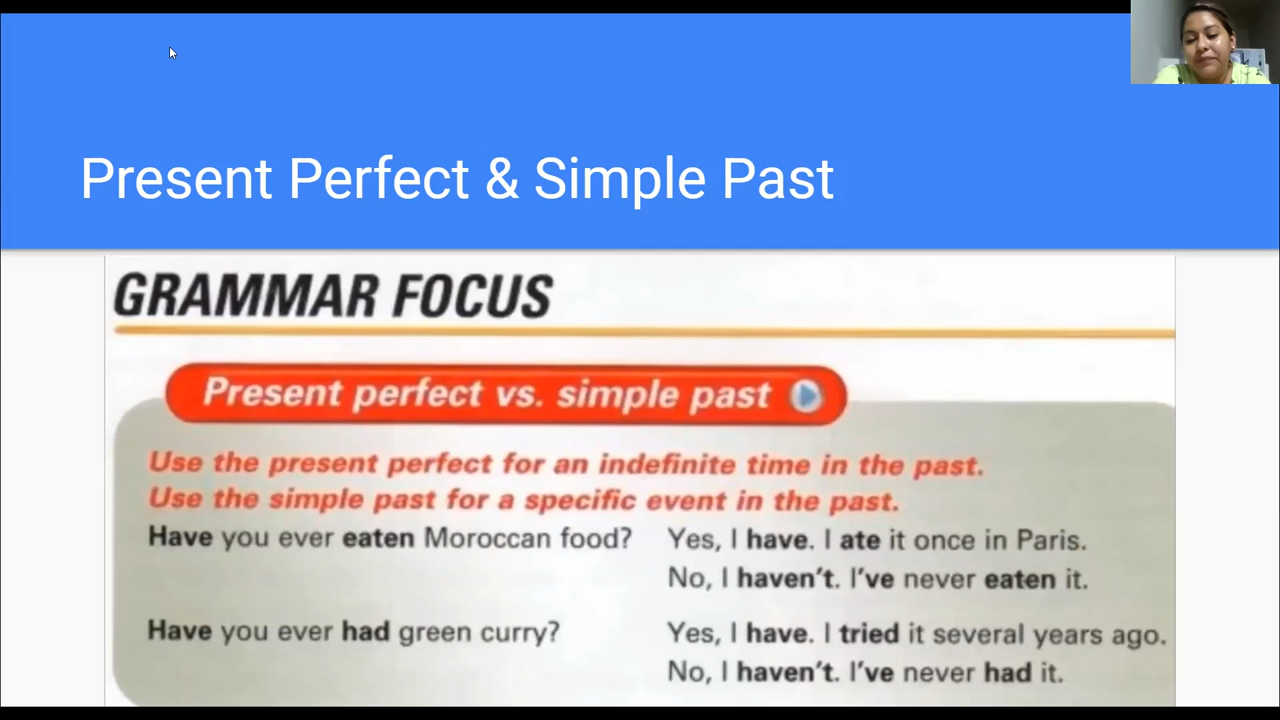 Present Perfect & Simple Past
GRAMMAR FOCUS
Present perfect vs. simple past
Use the present perfect for an indefinite time in the past.
Use the simple past for a specific event in the past.
Have you ever eaten Moroccan food? Yes, I have. I ate it once in Paris.
No, I haven't. I've never eaten it.
Have you ever had green curry? Yes, I have. I tried it several years ago.
No, I haven't. I've never had it.